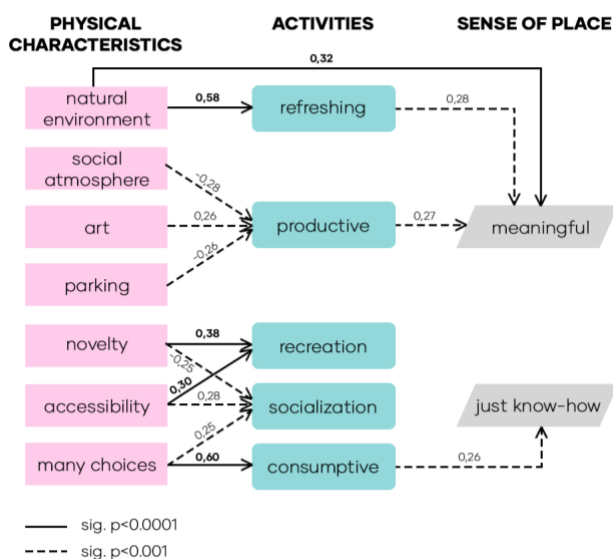 PHYSICAL
CHARACTERISTICS
ACTIVITIES
SENSE OF PLACE
0,32
natural
environment
0,58
refreshing
0,28
social
atmosphere
-0,28
art
0,26
productive
0,27
meaningful
-0,26
parking
novelty
0,38
recreation
-0,25
0,30
accessibility
0,28
socialization
just know-how
0,25
many choices
0,60
consumptive
0,26
sig. p<0.0001
sig. p<0.001